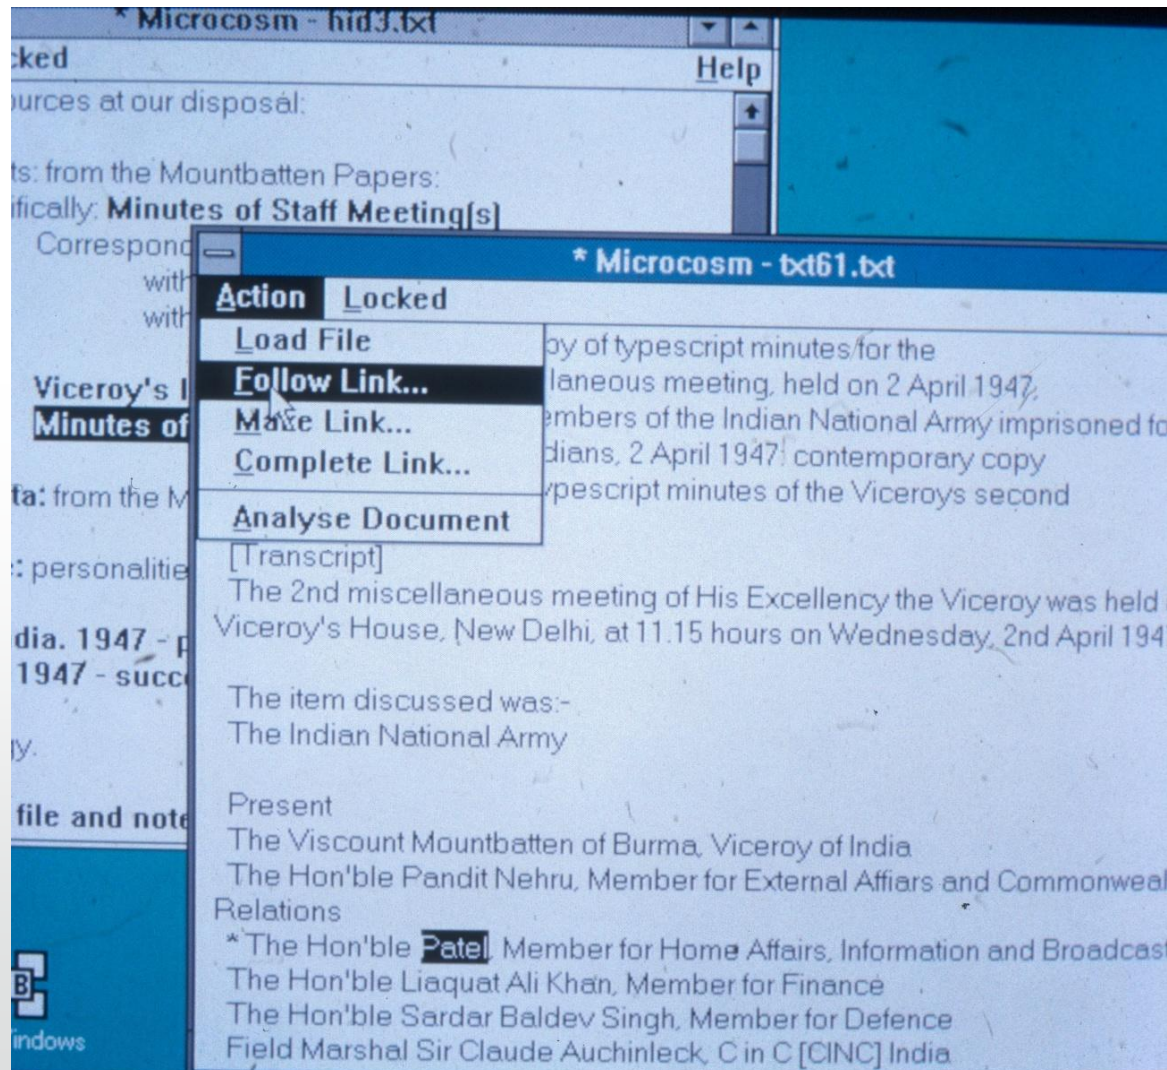 * Microcosm - hid3.txt
cked
Help
ources at our disposal:
ts: from the Mountbatten Papers:
ifically: Minutes of Staff Meeting[s]
Correspond
with
with
Viceroy's I
Minutes of
ta: from the M
: personalitie
dia. 1947 - p
1947 - succ
y.
file and note
* Microcosm - txt61.txt
Action Locked
Load File
Follow Link...
Make Link...
Complete Link...
Analyse Document
py of typescript minutes for the
laneous meeting, held on 2 April 1947,
embers of the Indian National Army imprisoned fo
dians, 2 April 1947: contemporary copy
ypescript minutes of the Viceroys second
[Transcript]
The 2nd miscellaneous meeting of His Excellency the Viceroy was held
Viceroy's House, New Delhi, at 11.15 hours on Wednesday, 2nd April 194
The item discussed was:-
The Indian National Army
Present
The Viscount Mountbatten of Burma, Viceroy of India
The Hon'ble Pandit Nehru, Member for External Affiars and Commonweal
Relations
* The Hon'ble Patel, Member for Home Affairs, Information and Broadcast
The Hon'ble Liaquat Ali Khan, Member for Finance
The Hon'ble Sardar Baldev Singh, Member for Defence
Field Marshal Sir Claude Auchinleck, C in C [CINC] India
B
indows